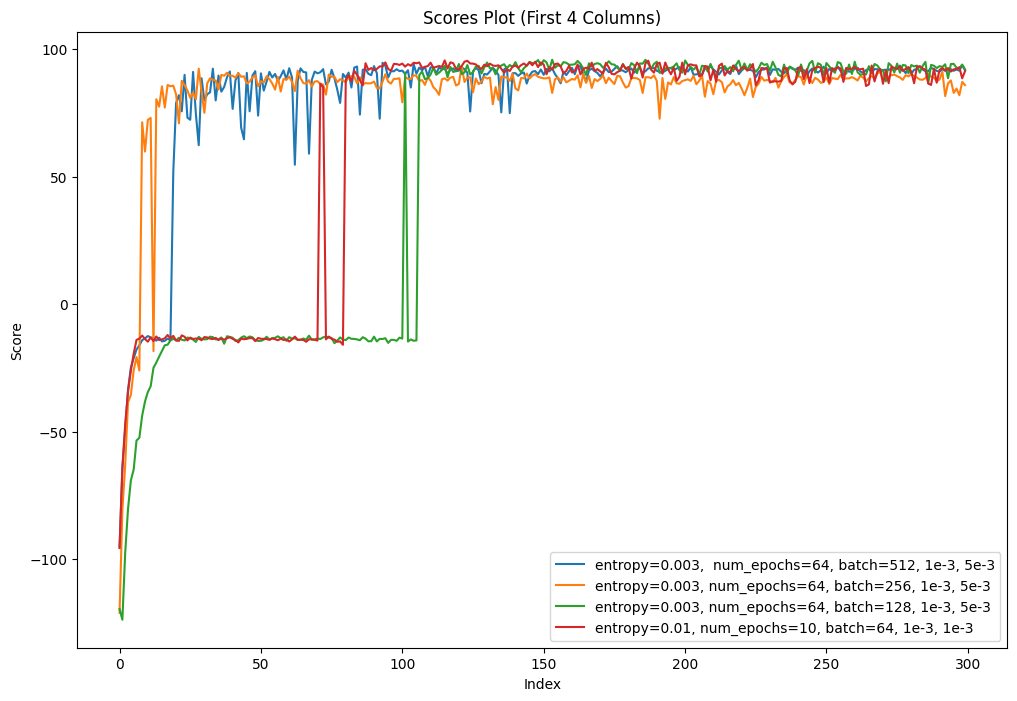 Scores Plot (First 4 Columns)
100
50
0
−50
−100
Score
0
50
100
150
200
250
300
Index
entropy=0.003,  num_epochs=64, batch=512, 1e-3, 5e-3
entropy=0.003, num_epochs=64, batch=256, 1e-3, 5e-3
entropy=0.003, num_epochs=64, batch=128, 1e-3, 5e-3
entropy=0.01, num_epochs=10, batch=64, 1e-3, 1e-3